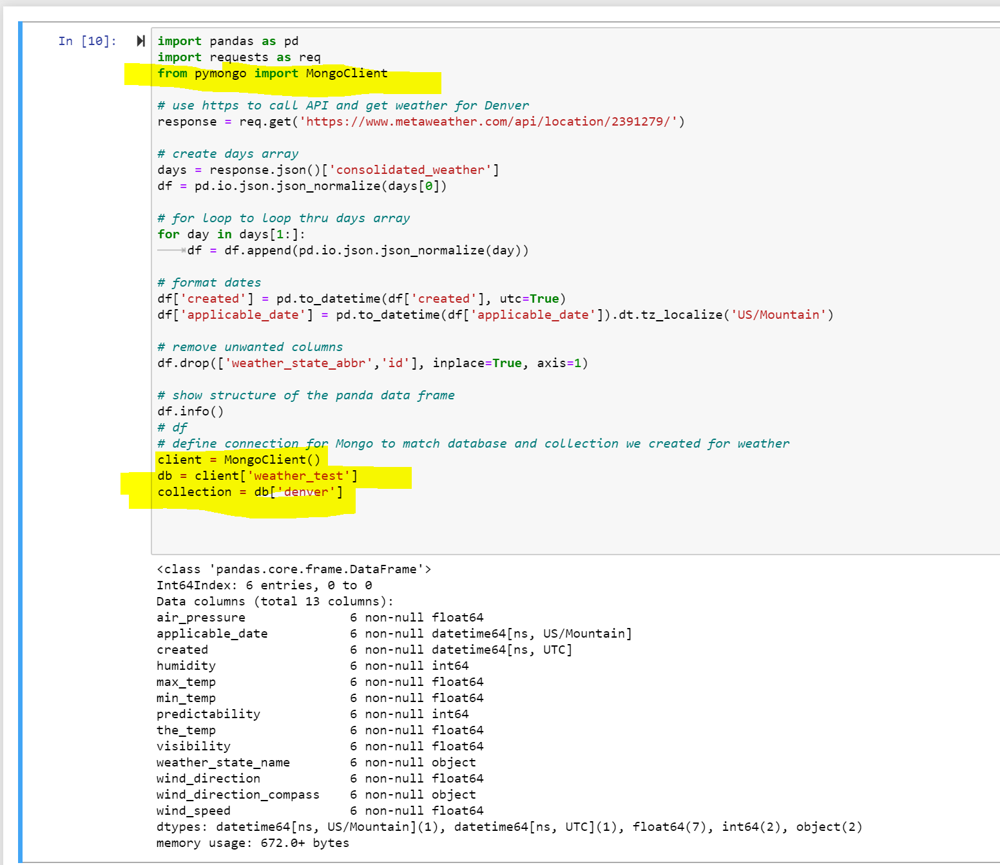 In [10]:
import pandas as pd
import requests as req
from pymongo import MongoClient
# use https to call API and get weather for Denver
response = req.get('https://www.metaweather.com/api/location/2391279/')
# create days array
days = response.json()['consolidated_weather']
df = pd.io.json.json_normalize(days[0])
# for loop to loop thru days array
for day in days[1:]:
df = df.append(pd.io.json.json_normalize(day))
# format dates
df['created'] = pd.to_datetime(df['created'], utc=True)
df['applicable_date'] = pd.to_datetime(df['applicable_date']).dt.tz_localize('US/Mountain')
# remove unwanted columns
df.drop(['weather_state_abbr','id'], inplace=True, axis=1)
# show structure of the panda data frame
df.info()
# df
# define connection for Mongo to match database and collection we created for weather
client = MongoClient()
db = client['weather_test']
collection = db['denver']
<class 'pandas.core.frame.DataFrame'>
Int64Index: 6 entries, 0 to 0
Data columns (total 13 columns):
air_pressure 6 non-null float64
applicable_date 6 non-null datetime64[ns, US/Mountain]
created 6 non-null datetime64[ns, UTC]
humidity 6 non-null int64
max_temp 6 non-null float64
min_temp 6 non-null float64
predictability 6 non-null int64
the_temp 6 non-null float64
visibility 6 non-null float64
weather_state_name 6 non-null object
wind_direction 6 non-null float64
wind_direction_compass 6 non-null object
wind_speed 6 non-null float64
dtypes: datetime64[ns, US/Mountain](1), datetime64[ns, UTC](1), float64(7), int64(2), object(2)
memory usage: 672.0+ bytes